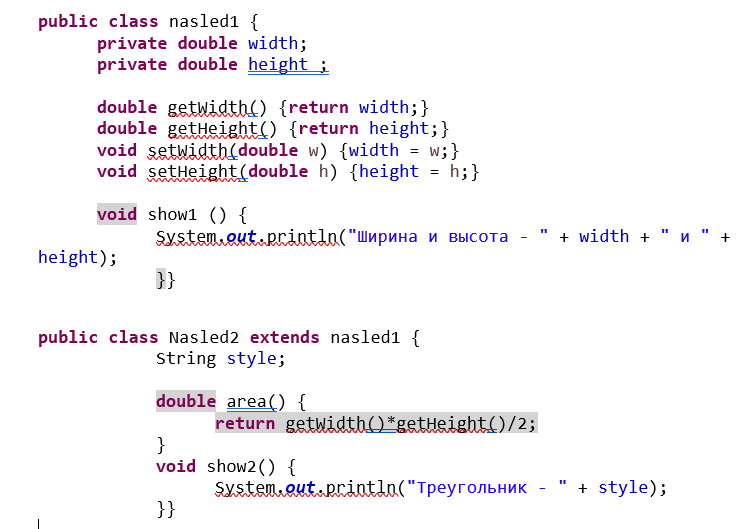 public class nasled1 {
private double width;
private double height ;
double getWidth() {return width;}
double getHeight() {return height;}
void setWidth(double w) {width = w;}
void setHeight(double h) {height = h;}
void show1 () {
System.out.println("Ширина и высота - " + width + " и " +
height);
}}
public class Nasled2 extends nasled1 {
String style;
double area() {
return getWidth()*getHeight()/2;
}
void show2() {
System.out.println("Треугольник - " + style);
}}